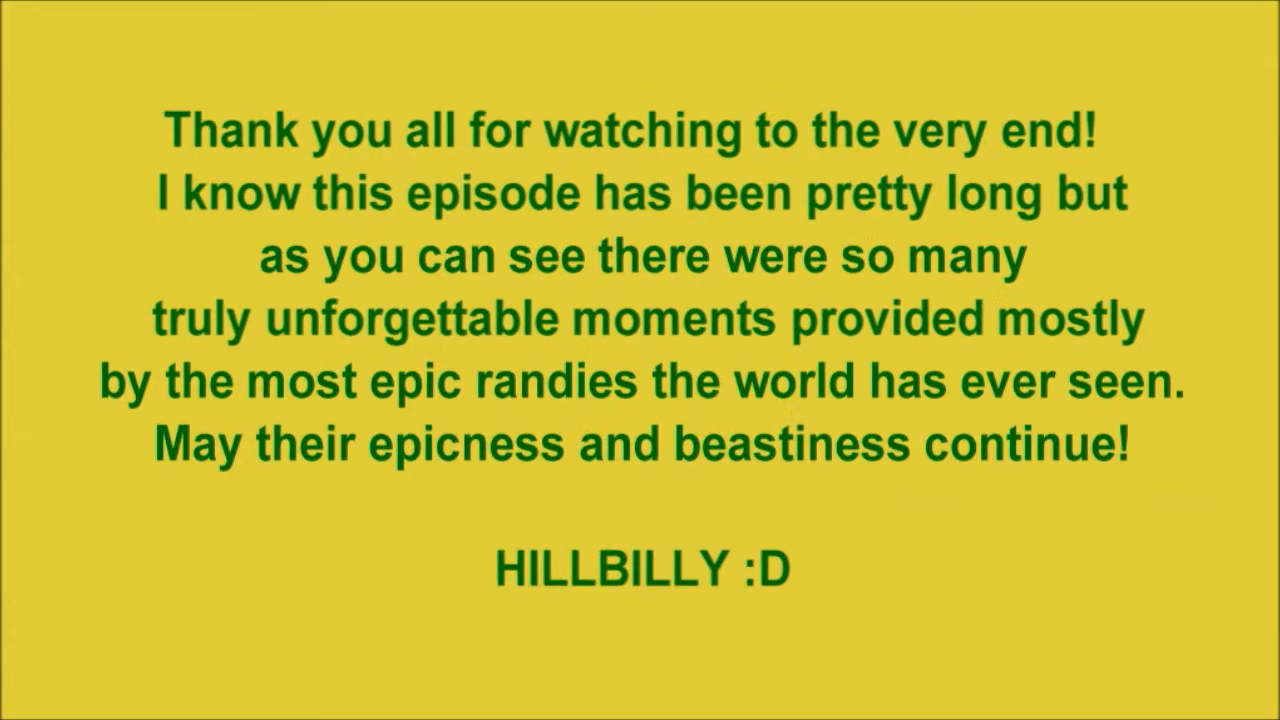 Thank you all for watching to the very end!
I know this episode has been pretty long but
as you can see there were so many
truly unforgettable moments provided mostly
by the most epic randies the world has ever seen.
May their epicness and beastiness continue!
HILLBILLY :D